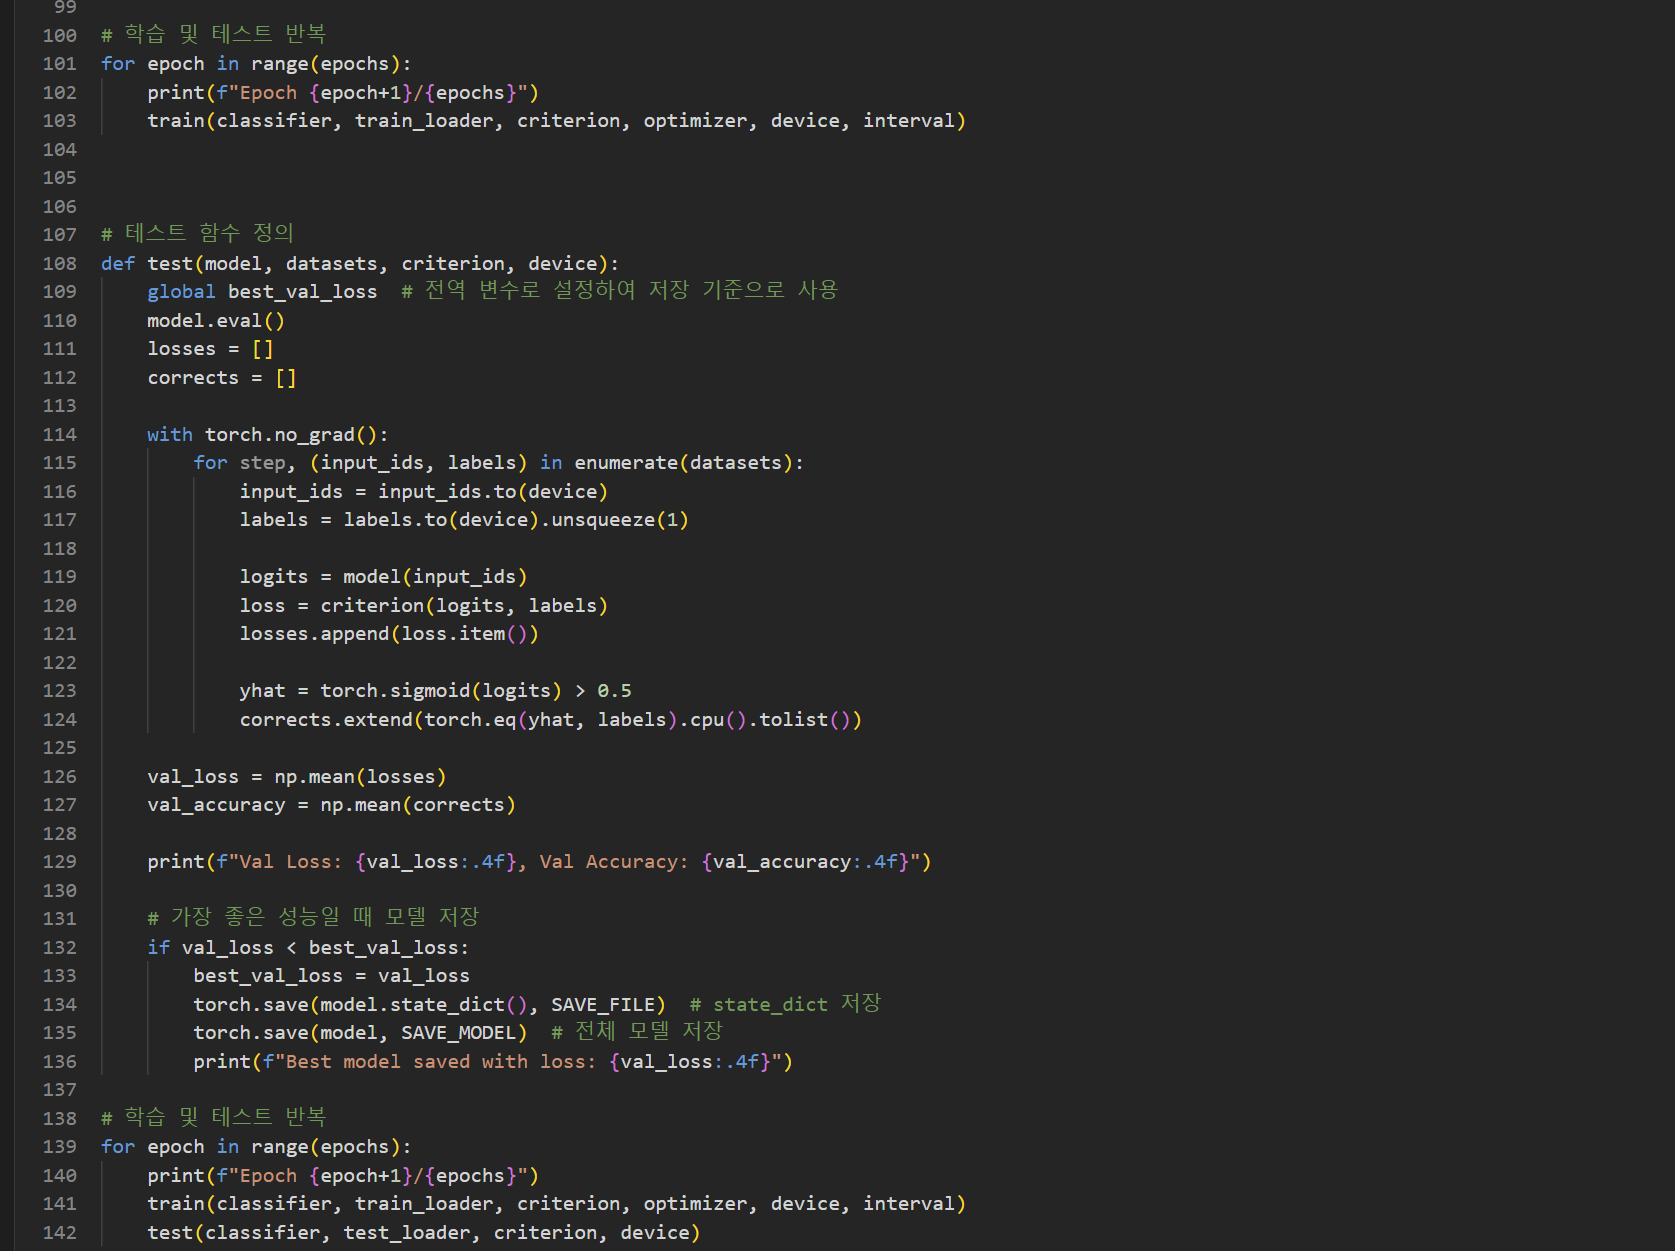 99
100 # 학습 및 테스트 반복
101 for epoch in range(epochs):
102     print(f"Epoch {epoch+1}/{epochs}")
103     train(classifier, train_loader, criterion, optimizer, device, interval)
104
105
106
107 # 테스트 함수 정의
108 def test(model, datasets, criterion, device):
109     global best_val_loss  # 전역 변수로 설정하여 저장 기준으로 사용
110     model.eval()
111     losses = []
112     corrects = []
113
114     with torch.no_grad():
115         for step, (input_ids, labels) in enumerate(datasets):
116             input_ids = input_ids.to(device)
117             labels = labels.to(device).unsqueeze(1)
118
119             logits = model(input_ids)
120             loss = criterion(logits, labels)
121             losses.append(loss.item())
122
123             yhat = torch.sigmoid(logits) > 0.5
124             corrects.extend(torch.eq(yhat, labels).cpu().tolist())
125
126     val_loss = np.mean(losses)
127     val_accuracy = np.mean(corrects)
128
129     print(f"Val Loss: {val_loss:.4f}, Val Accuracy: {val_accuracy:.4f}")
130
131     # 가장 좋은 성능일 때 모델 저장
132     if val_loss < best_val_loss:
133         best_val_loss = val_loss
134         torch.save(model.state_dict(), SAVE_FILE)  # state_dict 저장
135         torch.save(model, SAVE_MODEL)  # 전체 모델 저장
136         print(f"Best model saved with loss: {val_loss:.4f}")
137
138 # 학습 및 테스트 반복
139 for epoch in range(epochs):
140     print(f"Epoch {epoch+1}/{epochs}")
141     train(classifier, train_loader, criterion, optimizer, device, interval)
142     test(classifier, test_loader, criterion, device)